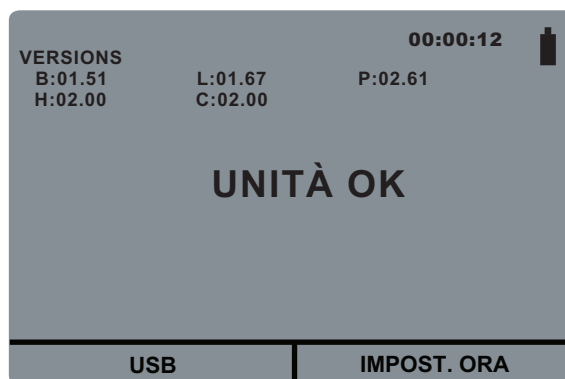 00:00:12
VERSIONS
B:01.51 L:01.67 P:02.61
H:02.00 C:02.00
UNITÀ OK
USB IMPOST. ORA